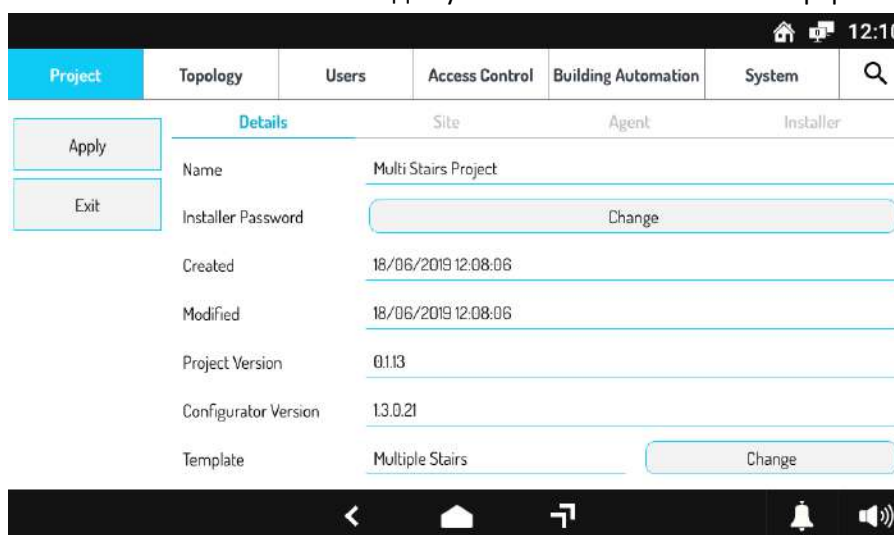 12:16
Project Topology Users Access Control Building Automation System
Details Site Agent Installer
Apply
Exit
Name Multi Stairs Project
Installer Password Change
Created 18/06/2019 12:08:06
Modified 18/06/2019 12:08:06
Project Version 0.1.13
Configurator Version 1.3.0.21
Template Multiple Stairs Change